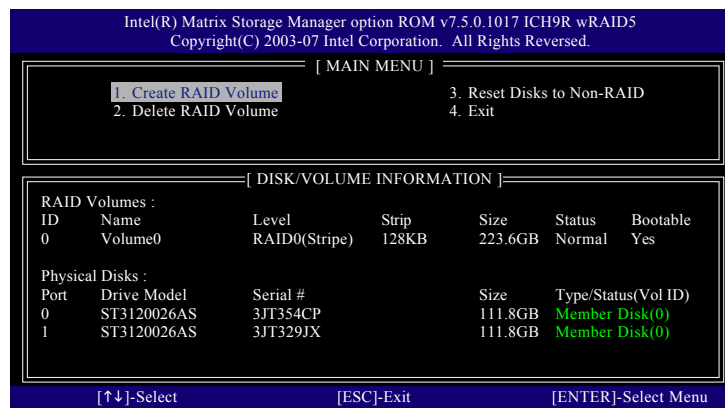 Intel(R) Matrix Storage Manager option ROM v7.5.0.1017 ICH9R wRAID5
Copyright(C) 2003-07 Intel Corporation. All Rights Reversed.
[ MAIN MENU ]
1. Create RAID Volume 3. Reset Disks to Non-RAID
2. Delete RAID Volume 4. Exit
[ DISK/VOLUME INFORMATION ]
RAID Volumes :
ID Name Level Strip Size Status Bootable
0 Volume0 RAID0(Stripe) 128KB 223.6GB Normal Yes
Physical Disks :
Port Drive Model Serial # Size Type/Status(Vol ID)
0 ST3120026AS 3JT354CP 111.8GB Member Disk(0)
1 ST3120026AS 3JT329JX 111.8GB Member Disk(0)
[↑↓]-Select [ESC]-Exit [ENTER]-Select Menu